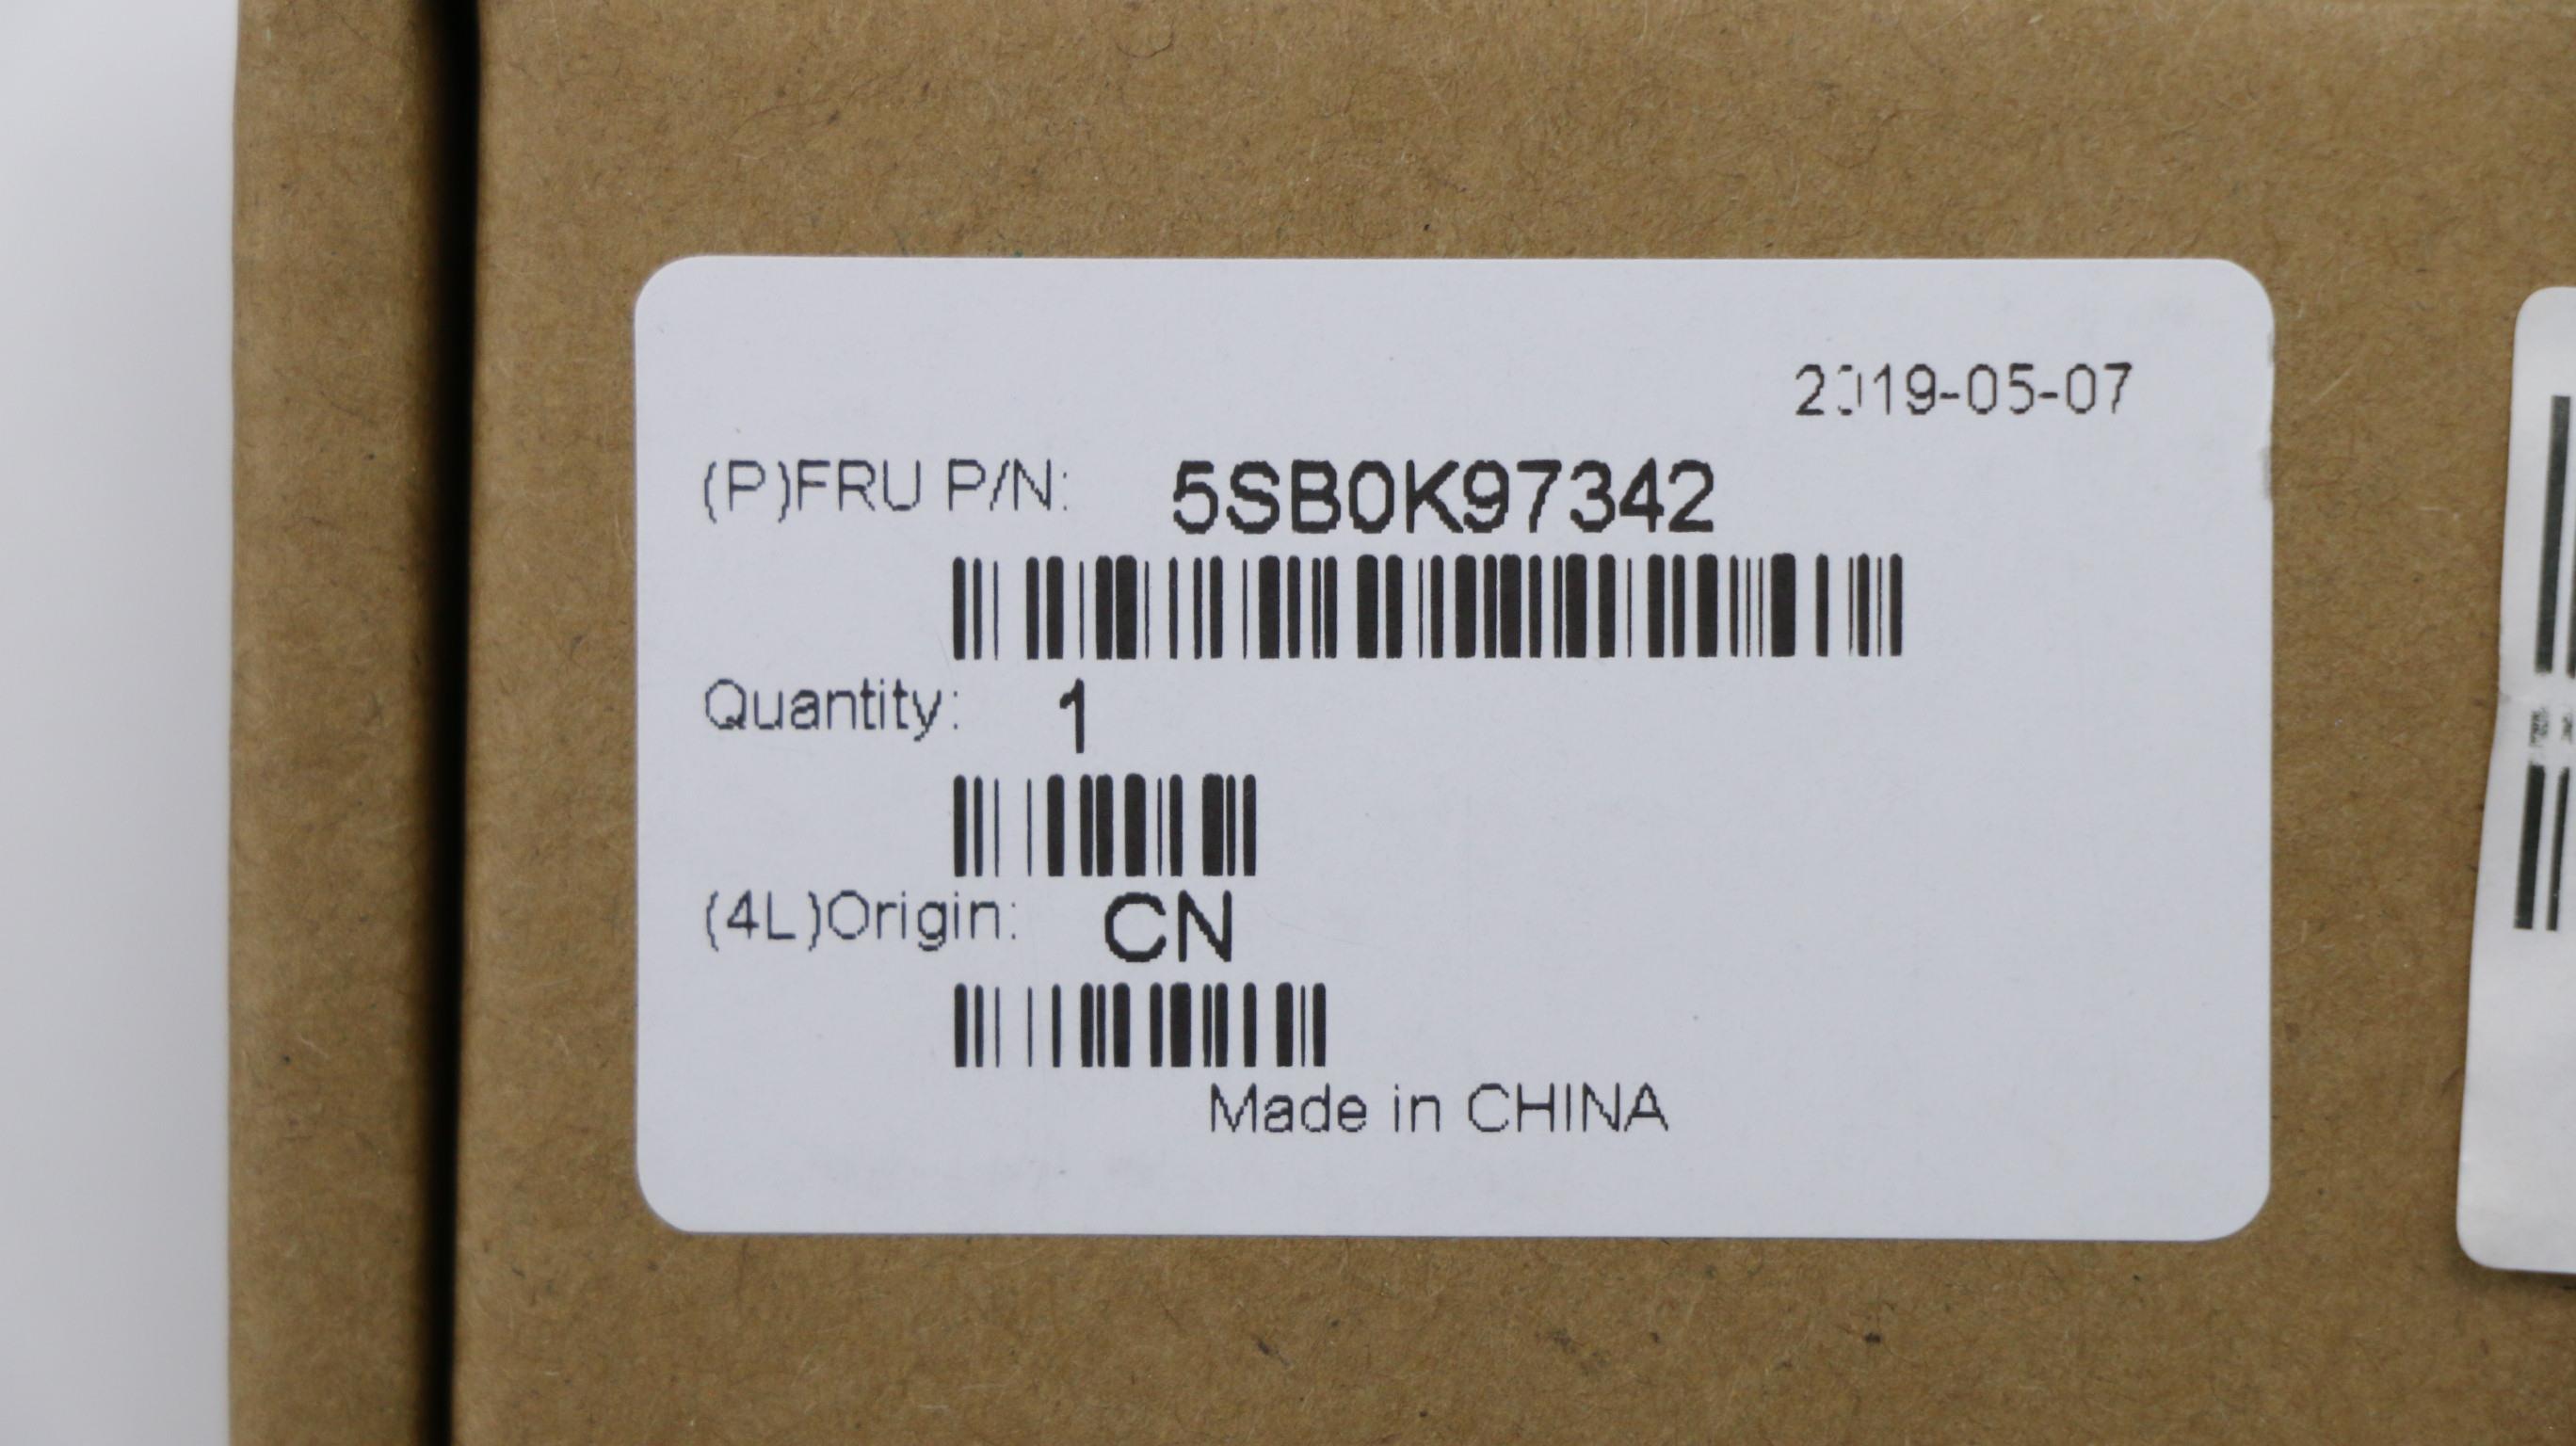 2019-05-07
(P)FRU P/N: 5SB0K97342
Quantity: 1
(4L)Origin: CN
Made in CHINA